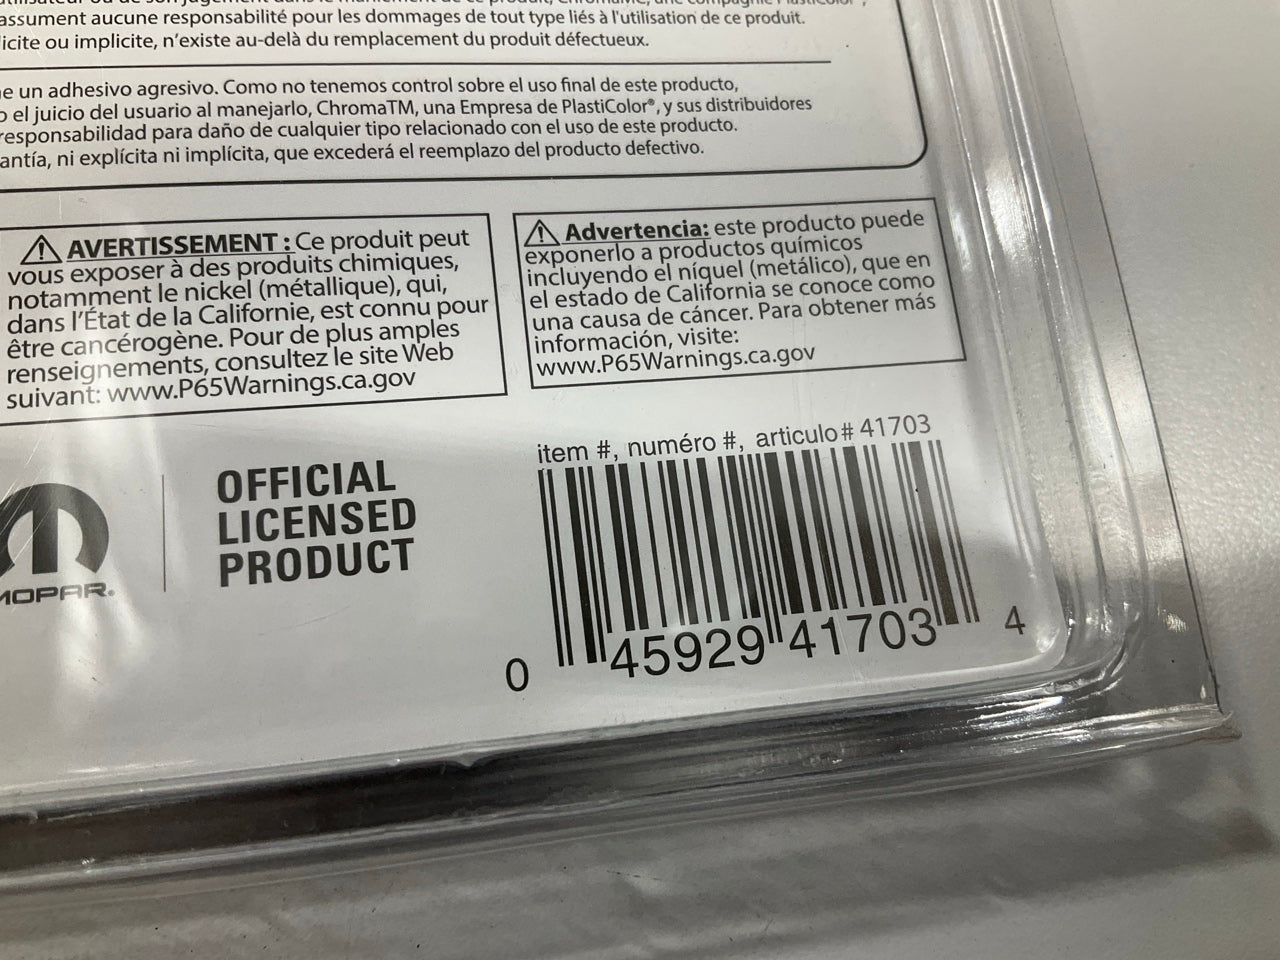 assument aucune responsabilité pour les dommages de tout type liés à l'utilisation de ce produit.
licite ou implicite, n'existe au-delà du remplacement du produit défectueux.
e un adhesivo agresivo. Como no tenemos control sobre el uso final de este producto,
o el juicio del usuario al manejarlo, ChromaTM, una Empresa de PlastiColor®, y sus distribuidores
responsabilidad para daño de cualquier tipo relacionado con el uso de este producto.
antía, ni explícita ni implícita, que excederá el reemplazo del producto defectivo.
⚠ AVERTISSEMENT : Ce produit peut
vous exposer à des produits chimiques,
notamment le nickel (métallique), qui,
dans l'État de la Californie, est connu pour
être cancérogène. Pour de plus amples
renseignements, consultez le site Web
suivant: www.P65Warnings.ca.gov
⚠ Advertencia: este producto puede
exponerlo a productos químicos
incluyendo el níquel (metálico), que en
el estado de California se conoce como
una causa de cáncer. Para obtener más
información, visite:
www.P65Warnings.ca.gov
MOPAR®
OFFICIAL
LICENSED
PRODUCT
item #, numéro #, articulo # 41703
0 45929 41703 4